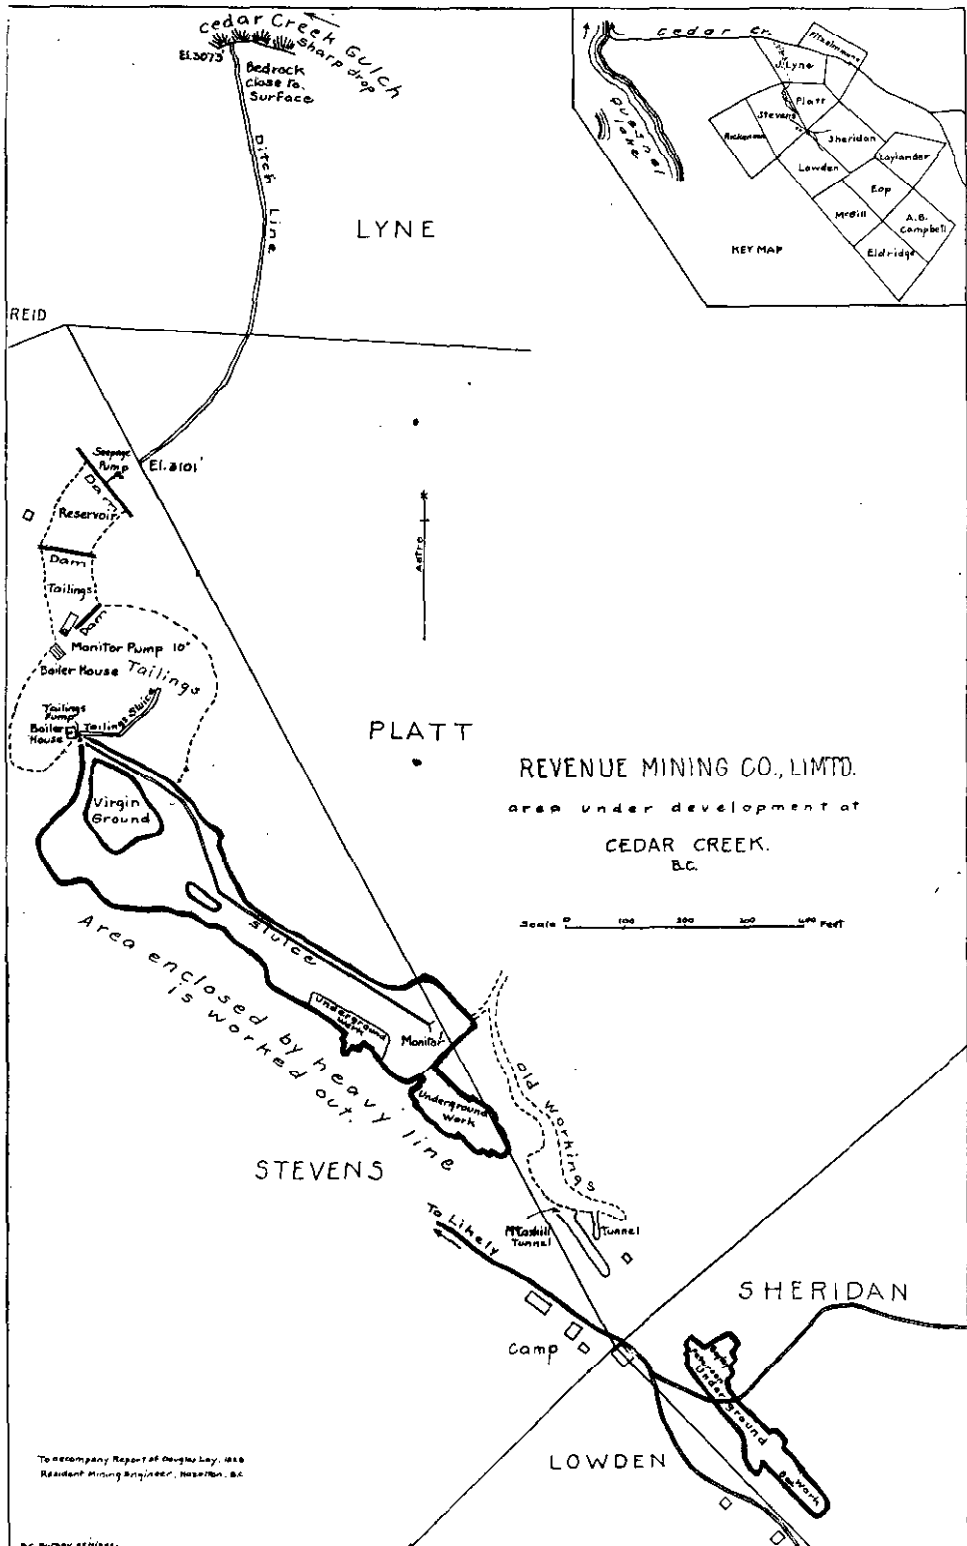 Cedar Creek Gulch
sharp drop
El.3073'
Bedrock
close to
Surface
Ditch Line
LYNE
REID
Cedar Cr.
Quesnel
Lake
J. Lyne
Platt
Stevens
Sheridan
Lowden
Laylander
Eop
McGill
A.B.
Campbell
Eldridge
KEY MAP
Seepage
Pump
El.3101'
Dam
Reservoir
Dam
Tailings
Dam
Monitor Pump 10"
Boiler House
Tailings
Tailings
Pump
Boiler
House
Tailings Sluice
Astro
PLATT
Virgin
Ground
REVENUE MINING CO., LIMTD.
area under development at
CEDAR CREEK.
B.C.
Scale 0 100 200 300 400 Feet
Sluice
Area enclosed by heavy line
is worked out.
Underground
Work
Monitor
Underground
Work
Old workings
STEVENS
To Likely
Tunnel
Tunnel
SHERIDAN
Camp
Underground
Work
LOWDEN
To accompany Report of Douglas Lay,
Resident Mining Engineer, Hazelton, B.C.